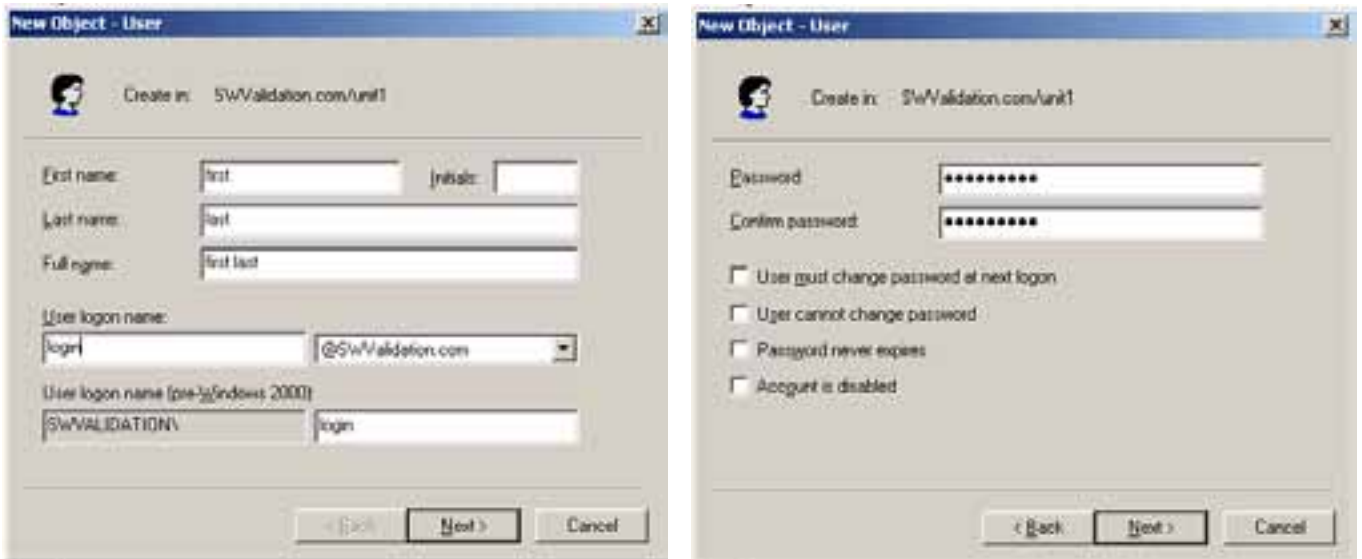 New Object - User
Create in: SWValidation.com/unit1
First name: first Initials:
Last name: last
Full name: first last
User logon name:
login @SWValidation.com
User logon name (pre-Windows 2000):
SWVALIDATION\ login
< Back Next > Cancel
New Object - User
Create in: SWValidation.com/unit1
Password:
Confirm password:
User must change password at next logon
User cannot change password
Password never expires
Account is disabled
< Back Next > Cancel